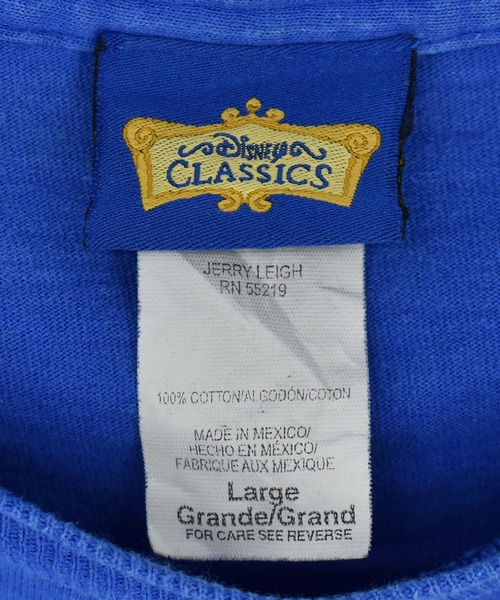 DISNEY
CLASSICS
JERRY LEIGH
RN 55219
100% COTTON/ALGODÓN/COTON
MADE IN MEXICO/
HECHO EN MÉXICO/
FABRIQUE AUX MEXIQUE
Large
Grande/Grand
FOR CARE SEE REVERSE